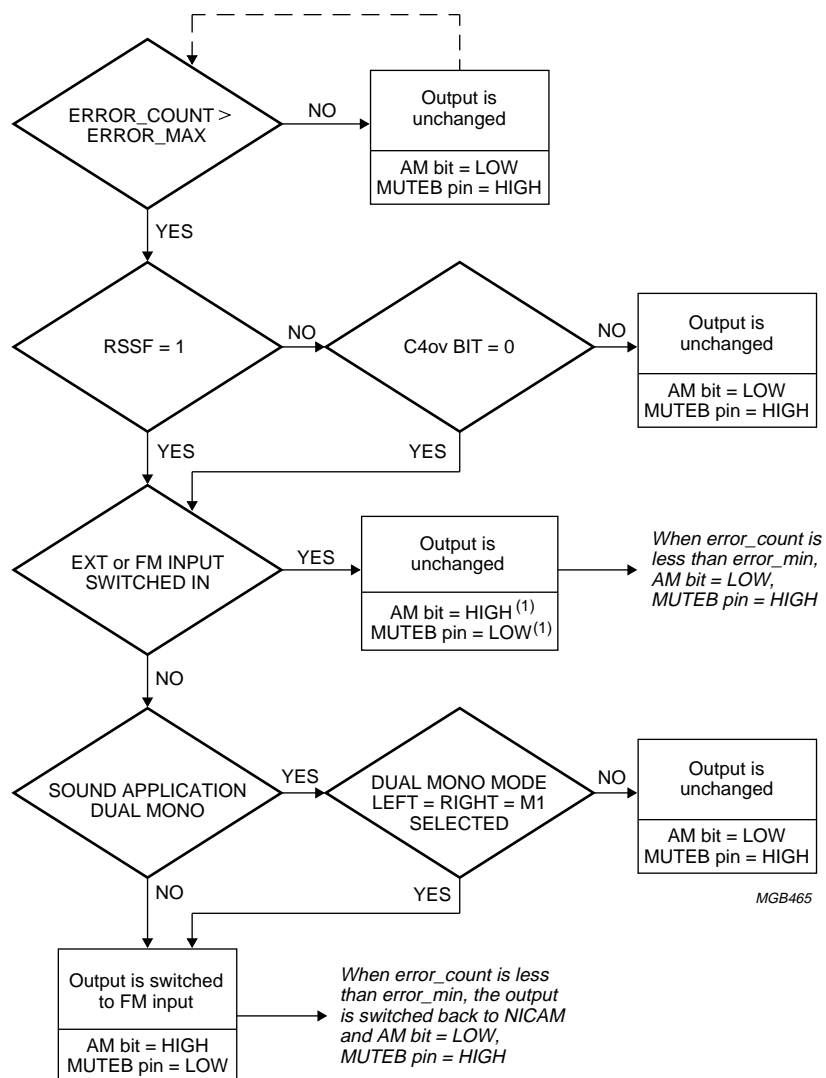 ERROR_COUNT >
ERROR_MAX
NO
Output is
unchanged
AM bit = LOW
MUTEB pin = HIGH
YES
RSSF = 1
NO
C4ov BIT = 0
NO
Output is
unchanged
AM bit = LOW
MUTEB pin = HIGH
YES
YES
EXT or FM INPUT
SWITCHED IN
YES
Output is
unchanged
AM bit = HIGH (1)
MUTEB pin = LOW(1)
When error_count is
less than error_min,
AM bit = LOW,
MUTEB pin = HIGH
NO
SOUND APPLICATION
DUAL MONO
YES
DUAL MONO MODE
LEFT = RIGHT = M1
SELECTED
NO
Output is
unchanged
AM bit = LOW
MUTEB pin = HIGH
MGB465
NO
YES
Output is switched
to FM input
AM bit = HIGH
MUTEB pin = LOW
When error_count is less
than error_min, the output
is switched back to NICAM
and AM bit = LOW,
MUTEB pin = HIGH